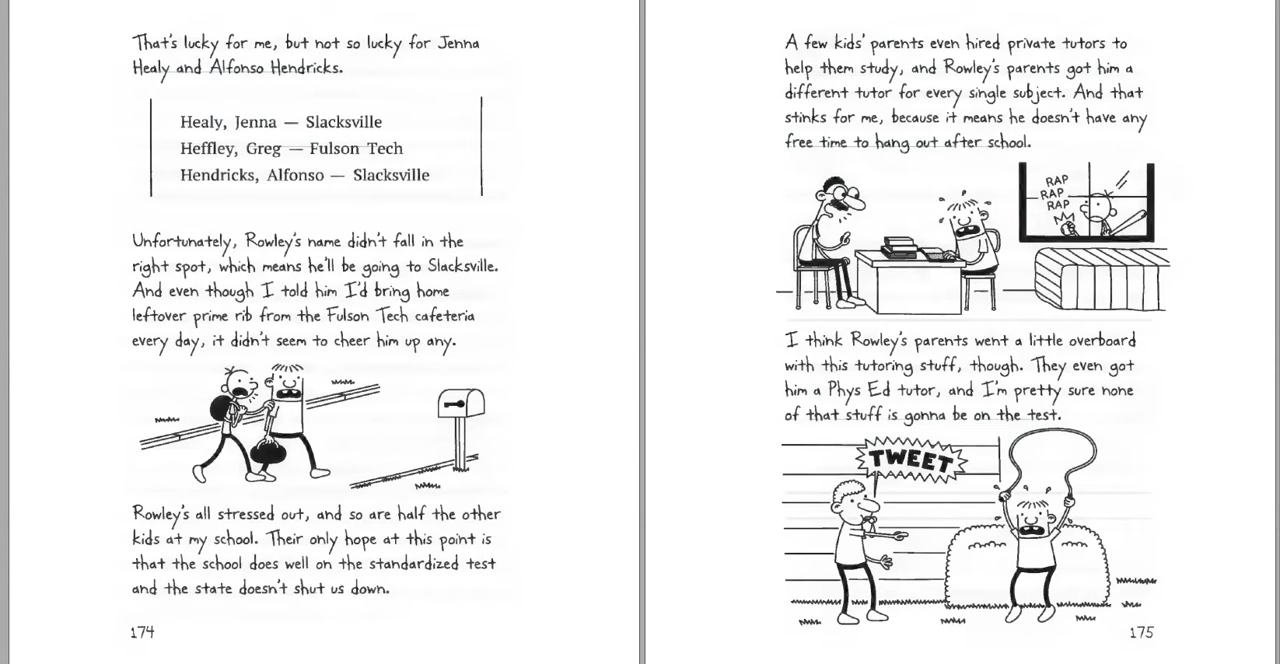 That's lucky for me, but not so lucky for Jenna
Healy and Alfonso Hendricks.
Healy, Jenna — Slacksville
Heffley, Greg — Fulson Tech
Hendricks, Alfonso — Slacksville
Unfortunately, Rowley's name didn't fall in the
right spot, which means he'll be going to Slacksville.
And even though I told him I'd bring home
leftover prime rib from the Fulson Tech cafeteria
every day, it didn't seem to cheer him up any.
Rowley's all stressed out, and so are half the other
kids at my school. Their only hope at this point is
that the school does well on the standardized test
and the state doesn't shut us down.
174
A few kids' parents even hired private tutors to
help them study, and Rowley's parents got him a
different tutor for every single subject. And that
stinks for me, because it means he doesn't have any
free time to hang out after school.
RAP
RAP
RAP
I think Rowley's parents went a little overboard
with this tutoring stuff, though. They even got
him a Phys Ed tutor, and I'm pretty sure none
of that stuff is gonna be on the test.
TWEET
175